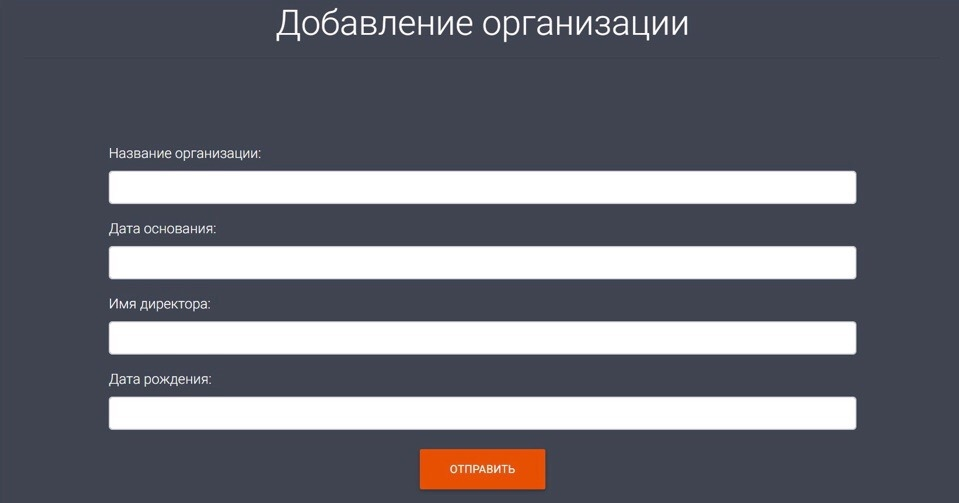 Добавление организации
Название организации:
Дата основания:
Имя директора:
Дата рождения:
ОТПРАВИТЬ